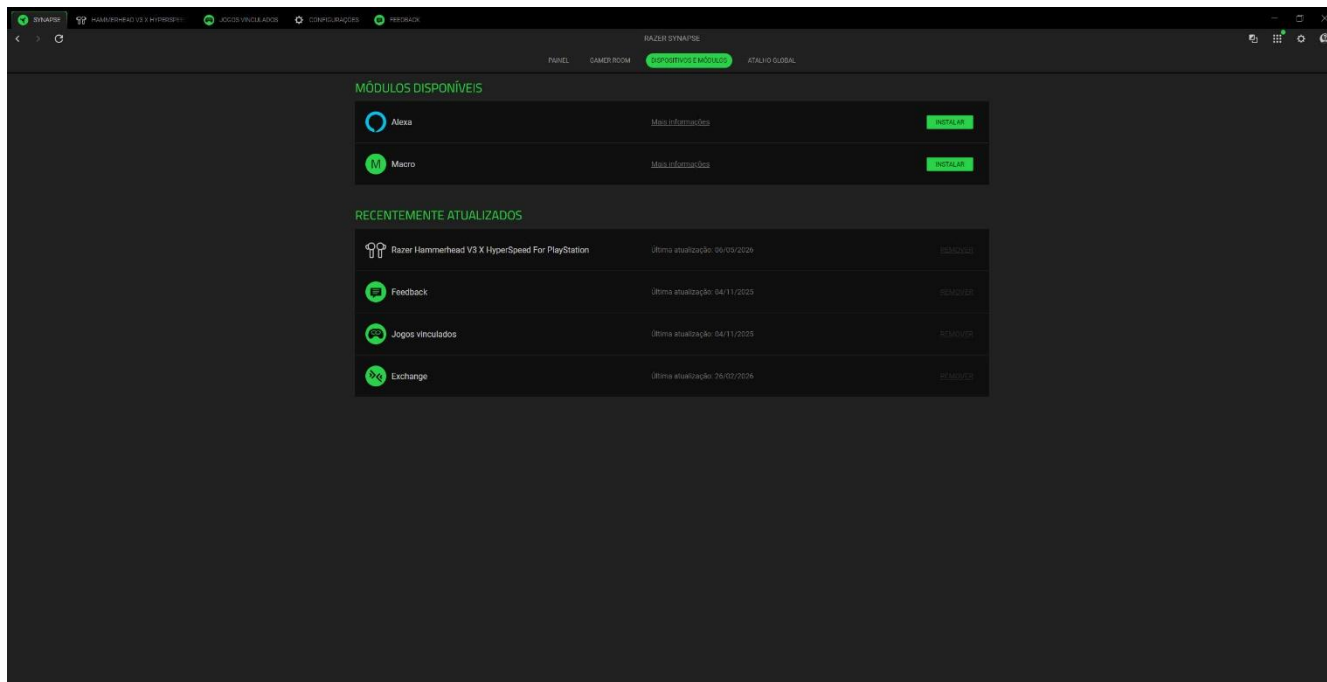 SYNAPSE HAMMERHEAD V3 X HYPERSPEE JOGOS VINCULADOS CONFIGURAÇÕES FEEDBACK
RAZER SYNAPSE
PAINEL GAMER ROOM DISPOSITIVOS E MÓDULOS ATALHO GLOBAL
MÓDULOS DISPONÍVEIS
Alexa Mais informações INSTALAR
M Macro Mais informações INSTALAR
RECENTEMENTE ATUALIZADOS
Razer Hammerhead V3 X HyperSpeed For PlayStation Última atualização: 06/05/2026 REMOVER
Feedback Última atualização: 04/11/2025 REMOVER
Jogos vinculados Última atualização: 04/11/2025 REMOVER
Exchange Última atualização: 26/02/2026 REMOVER